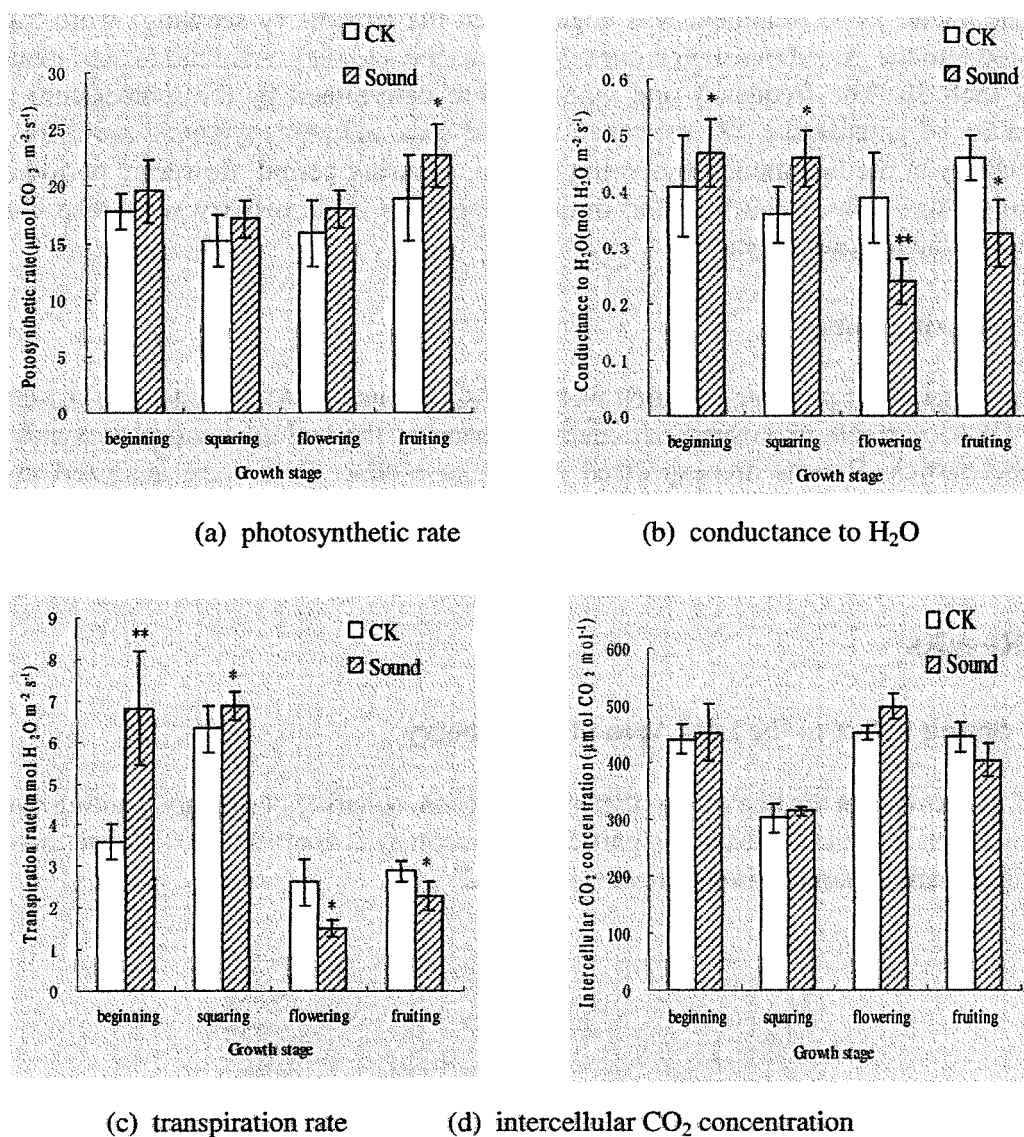 CK
Sound
30
25
20
15
10
5
0
Potosynthetic rate(μmol CO₂ m⁻² s⁻¹)
*
beginning squaring flowering fruiting
Growth stage
(a) photosynthetic rate
CK
Sound
0.6
0.5
0.4
0.3
0.2
0.1
0.0
Conductance to H₂O(mol H₂O m⁻² s⁻¹)
* * ** *
beginning squaring flowering fruiting
Growth stage
(b) conductance to H₂O
CK
Sound
9
8
7
6
5
4
3
2
1
0
Transpiration rate(mmol H₂O m⁻² s⁻¹)
** * * *
beginning squaring flowering fruiting
Growth stage
(c) transpiration rate
CK
Sound
600
500
400
300
200
100
0
Intercellular CO₂ concentration(μmol CO₂ mol⁻¹)
beginning squaring flowering fruiting
Growth stage
(d) intercellular CO₂ concentration